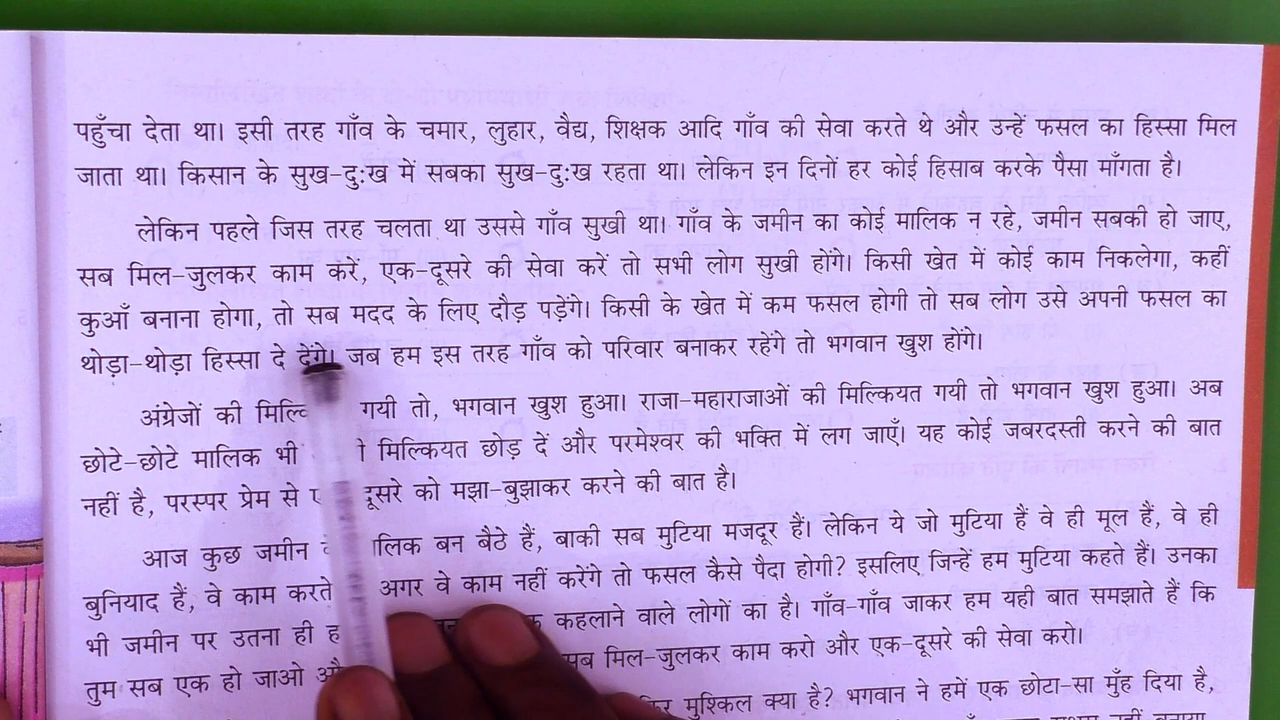 पहुँचा देता था। इसी तरह गाँव के चमार, लुहार, वैद्य, शिक्षक आदि गाँव की सेवा करते थे और उन्हें फसल का हिस्सा मिल
जाता था। किसान के सुख-दुःख में सबका सुख-दुःख रहता था। लेकिन इन दिनों हर कोई हिसाब करके पैसा माँगता है।
लेकिन पहले जिस तरह चलता था उससे गाँव सुखी था। गाँव के जमीन का कोई मालिक न रहे, जमीन सबकी हो जाए,
सब मिल-जुलकर काम करें, एक-दूसरे की सेवा करें तो सभी लोग सुखी होंगे। किसी खेत में कोई काम निकलेगा, कहीं
कुआँ बनाना होगा, तो सब मदद के लिए दौड़ पड़ेंगे। किसी के खेत में कम फसल होगी तो सब लोग उसे अपनी फसल का
थोड़ा-थोड़ा हिस्सा दे देंगे। जब हम इस तरह गाँव को परिवार बनाकर रहेंगे तो भगवान खुश होंगे।
अंग्रेजों की गयी तो, भगवान खुश हुआ। राजा-महाराजाओं की मिल्कियत गयी तो भगवान खुश हुआ। अब
छोटे-छोटे मालिक भी मिल्कियत छोड़ दें और परमेश्वर की भक्ति में लग जाएँ। यह कोई जबरदस्ती करने की बात
नहीं है, परस्पर प्रेम से दूसरे को मझा-बुझाकर करने की बात है।
आज कुछ जमीन बन बैठे हैं, बाकी सब मुटिया मजदूर हैं। लेकिन ये जो मुटिया हैं वे ही मूल हैं, वे ही
बुनियाद हैं, वे काम करते अगर वे काम नहीं करेंगे तो फसल कैसे पैदा होगी? इसलिए जिन्हें हम मुटिया कहते हैं। उनका
भी जमीन पर उतना ही कहलाने वाले लोगों का है। गाँव-गाँव जाकर हम यही बात समझाते हैं कि
तुम सब एक हो जाओ सब मिल-जुलकर काम करो और एक-दूसरे की सेवा करो।
मुश्किल क्या है? भगवान ने हमें एक छोटा-सा मुँह दिया है,